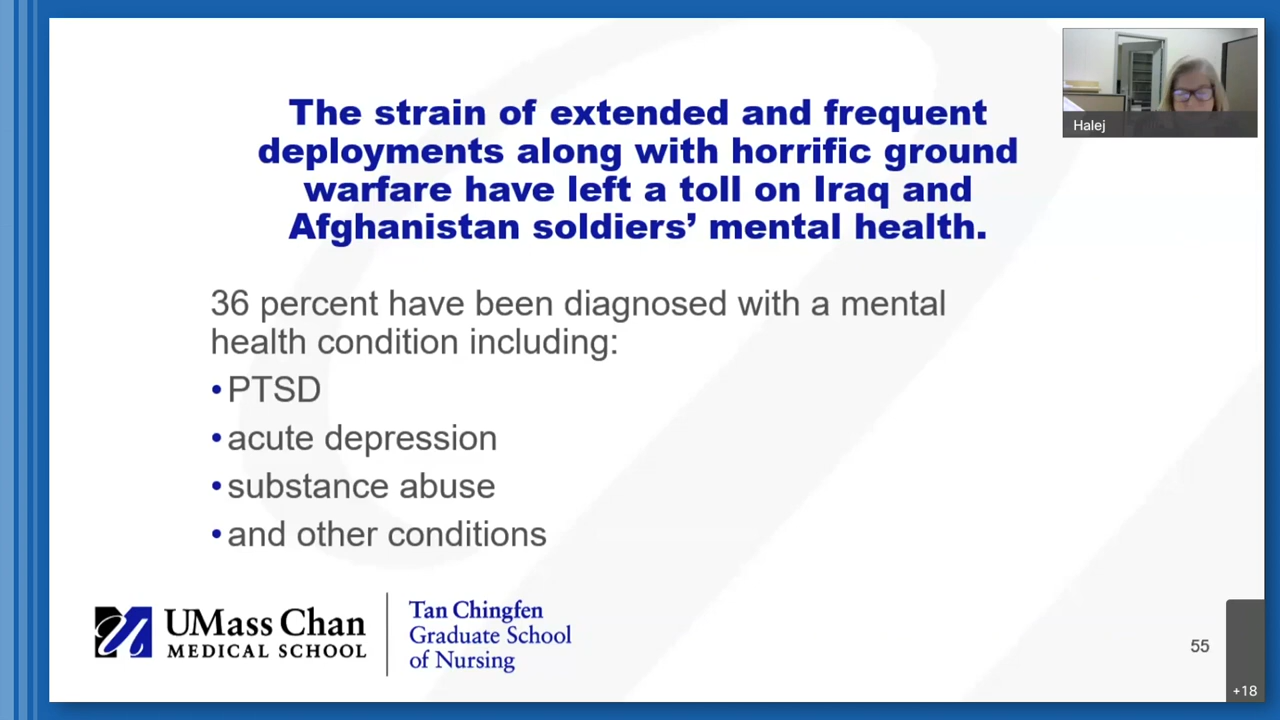 The strain of extended and frequent
deployments along with horrific ground
warfare have left a toll on Iraq and
Afghanistan soldiers’ mental health.
Halej
36 percent have been diagnosed with a mental
health condition including:
•PTSD
•acute depression
•substance abuse
•and other conditions
UMass Chan
MEDICAL SCHOOL
Tan Chingfen
Graduate School
of Nursing
55
+18